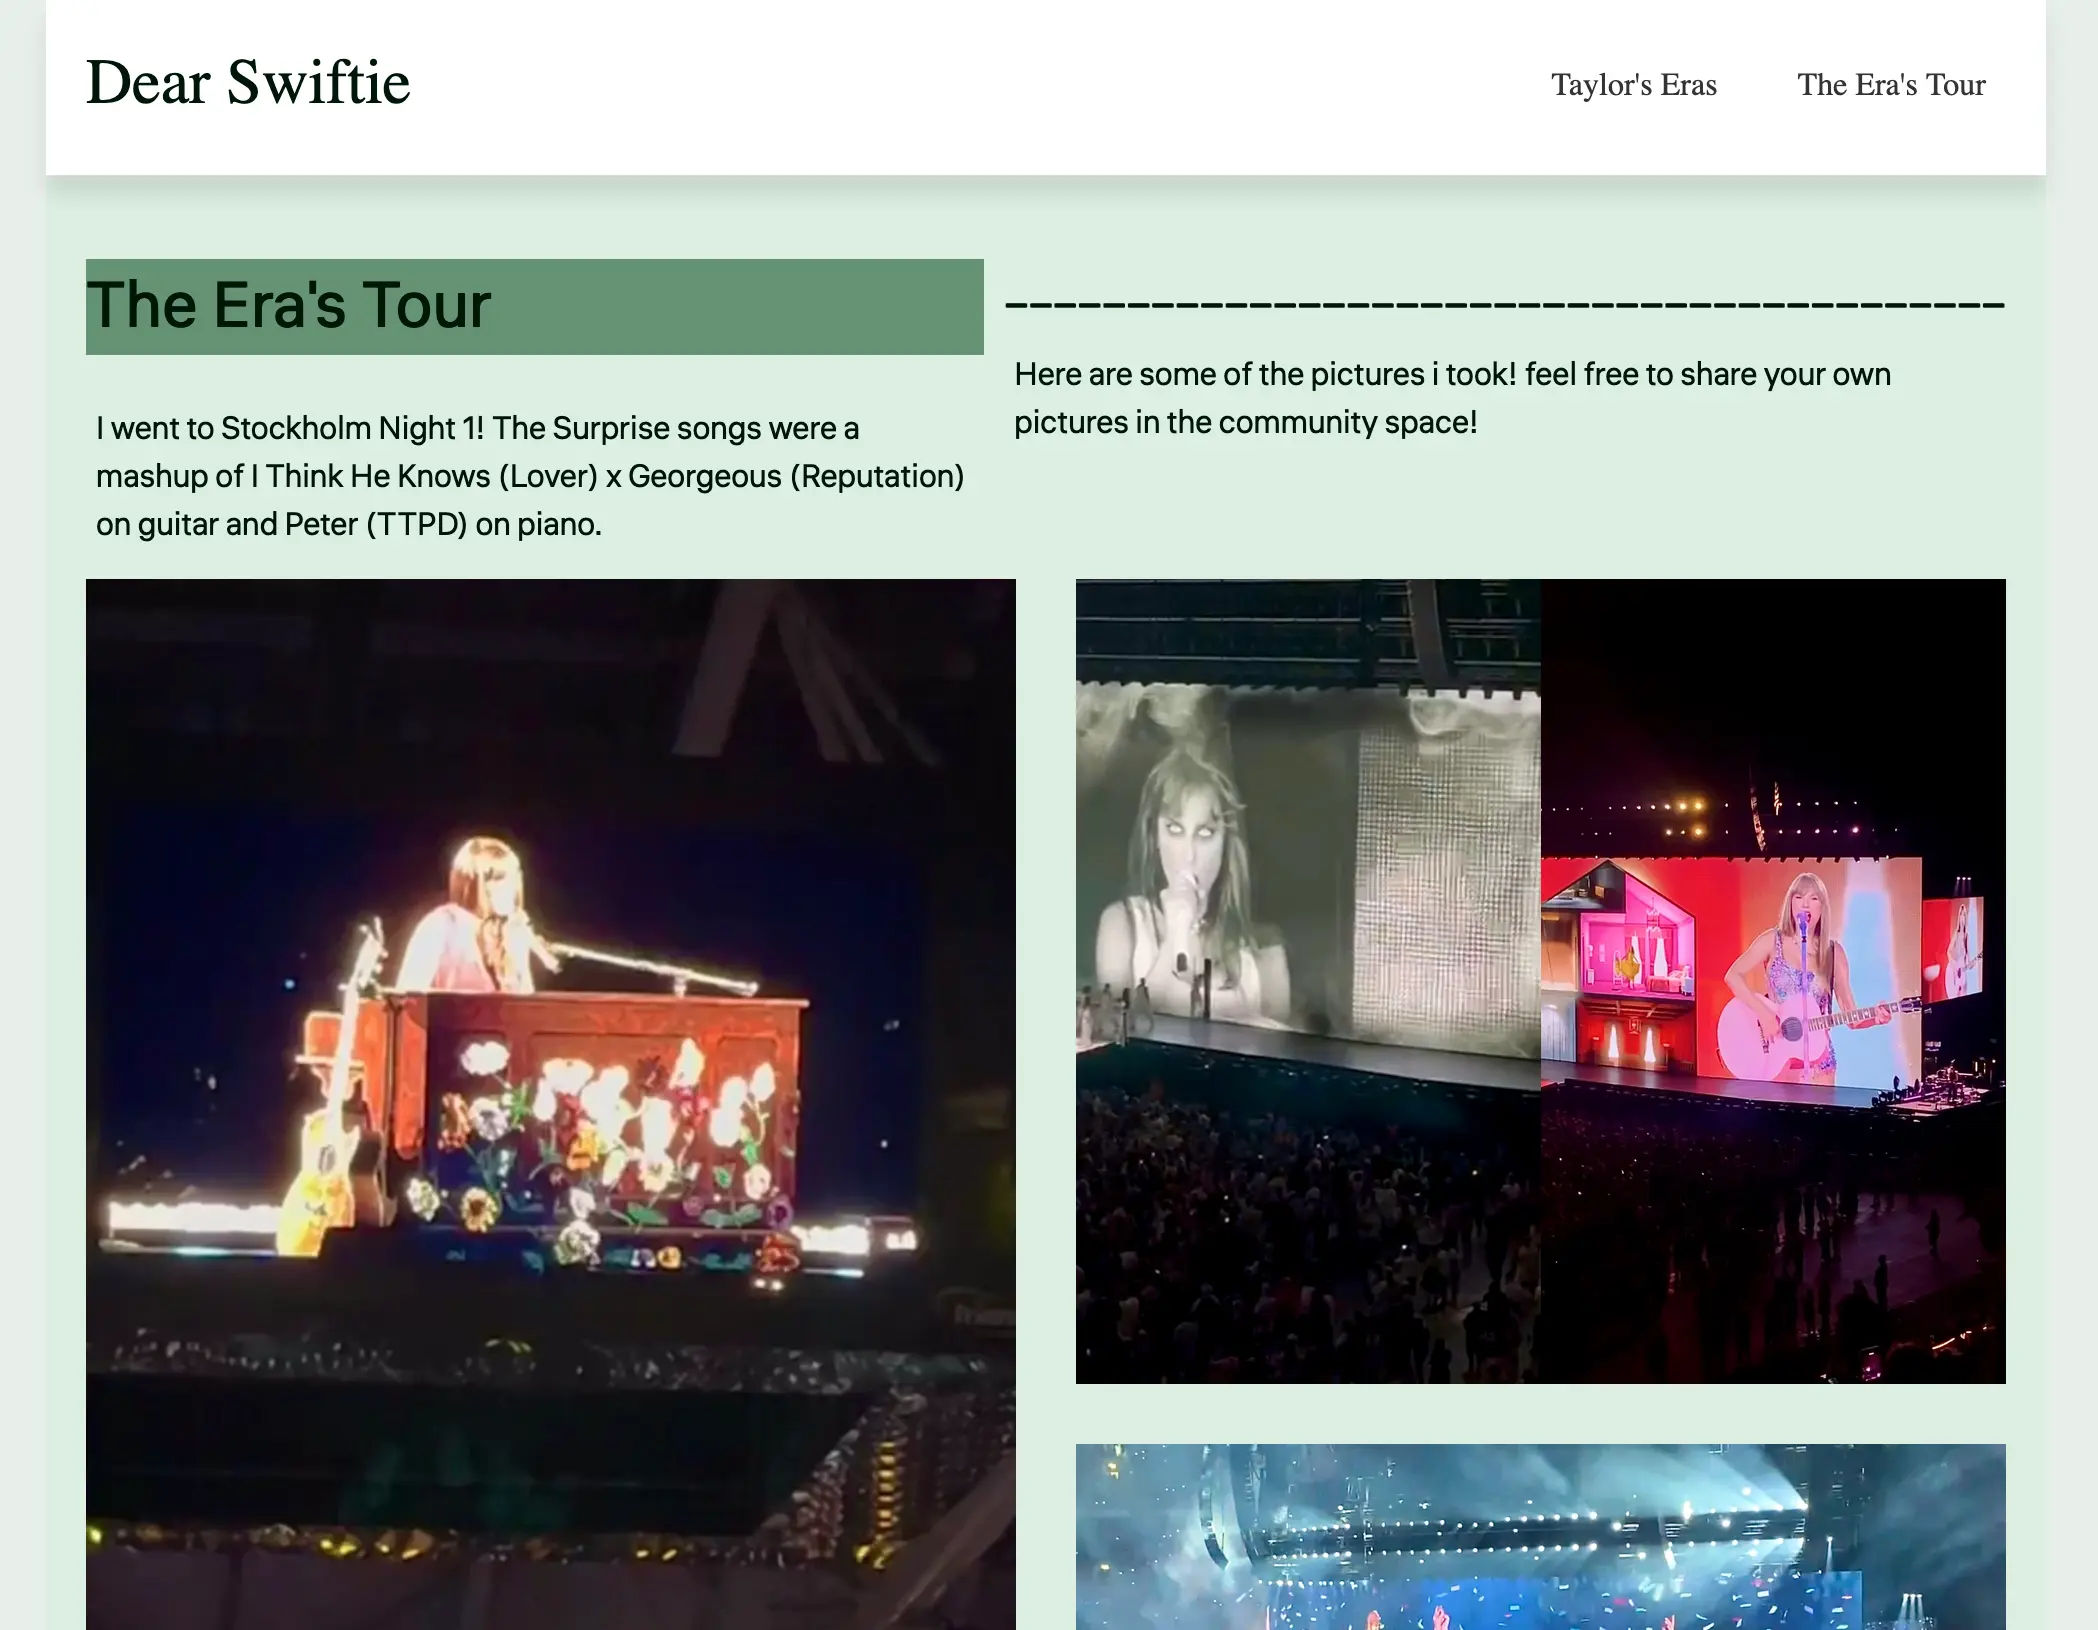 Dear Swiftie
Taylor's Eras
The Era's Tour
The Era's Tour
I went to Stockholm Night 1! The Surprise songs were a
mashup of I Think He Knows (Lover) x Georgeous (Reputation)
on guitar and Peter (TTPD) on piano.
Here are some of the pictures i took! feel free to share your own
pictures in the community space!